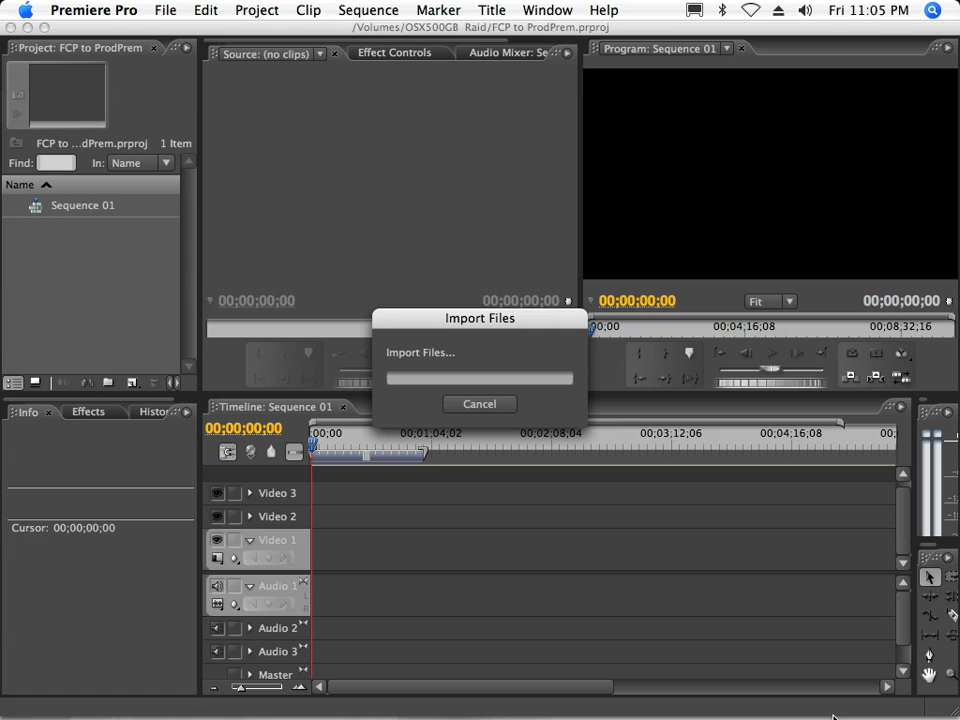 Premiere Pro File Edit Project Clip Sequence Marker Title Window Help Fri 11:05 PM
/Volumes/OSX500GB Raid/FCP to ProdPrem.prproj
Project: FCP to ProdPrem
Source: (no clips) Effect Controls Audio Mixer: Se
Program: Sequence 01
FCP to ...dPrem.prproj 1 Item
Find: In: Name
Name
Sequence 01
00;00;00;00 00;00;00;00
00;00;00;00 Fit 00;00;00;00
00;00 00;04;16;08 00;08;32;16
Import Files
Import Files...
Cancel
Info Effects Histor
Cursor: 00;00;00;00
Timeline: Sequence 01
00;00;00;00
;00;00 00;01;04;02 00;02;08;04 00;03;12;06 00;04;16;08 00;
Video 3
Video 2
Video 1
Audio 1
L
R
Audio 2
Audio 3
Master